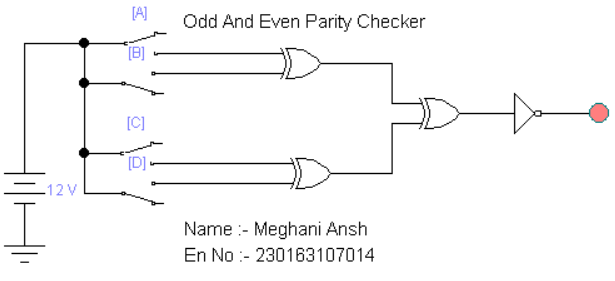 [A]
Odd And Even Parity Checker
[B]
[C]
[D]
12 V
Name :- Meghani Ansh
En No :- 230163107014